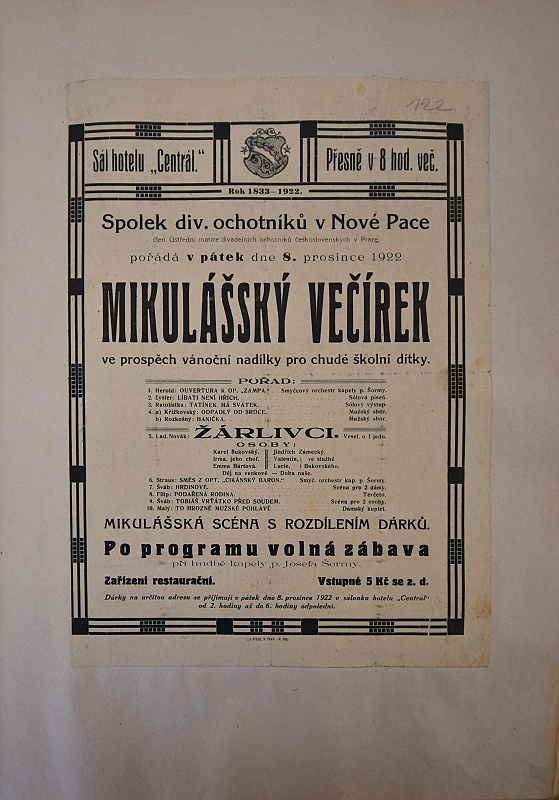 122
Sál hotelu „Centrál.“
Přesně v 8 hod. več.
Rok 1833–1922.
Spolek div. ochotníků v Nové Pace
člen Ústřední matice divadelních ochotníků československých v Praze,
pořádá v pátek dne 8. prosince 1922
MIKULÁŠSKÝ VEČÍREK
ve prospěch vánoční nadílky pro chudé školní dítky.
POŘAD:
1. Herold: OUVERTURA K OP. „ZAMPA.“ Smyčcový orchestr kapely p. Šormy.
2. Eysler: LÍBATI NENÍ HŘÍCH. Sólová píseň.
3. Ratolístka: TATÍNEK MÁ SVÁTEK. Sólový výstup
4. a) Křížkovský: ODPADLÝ OD SRDCE. Mužský sbor.
b) Rozkošný: HANIČKA. Mužský sbor.
5. Lad. Novák: ŽÁRLIVCI. Vesel. o 1 jedn.
OSOBY:
Karel Bukovský. Jindřich Zámecký.
Irma, jeho choť. Valentin, ve službě
Emma Bártová. Lucie, Bukovského.
Děj na venkově — Doba naše.
6. Straus: SMĚS Z OPT. „CIKÁNSKÝ BARON.“ Smyč. orchestr kap. p. Šormy.
7. Šváb: HRDINOVÉ. Scéna pro 2 dámy.
8. Filip: PODAŘENÁ RODINA. Terčeto.
9. Šváb: TOBIÁŠ VRŤÁTKO PŘED SOUDEM. Scéna pro 2 osoby.
10. Malý: TO HROZNÉ MUŽSKÉ POHLAVÍ Dámský kuplet.
MIKULÁŠSKÁ SCÉNA S ROZDÍLENÍM DÁRKŮ.
Po programu volná zábava
při hudbě kapely p. Josefa Šormy.
Zařízení restaurační. Vstupné 5 Kč se z. d.
Dárky na určitou adresu se přijímají v pátek dne 8. prosince 1922 v salonku hotelu „Centrál“
od 2. hodiny až do 6. hodiny odpolední.